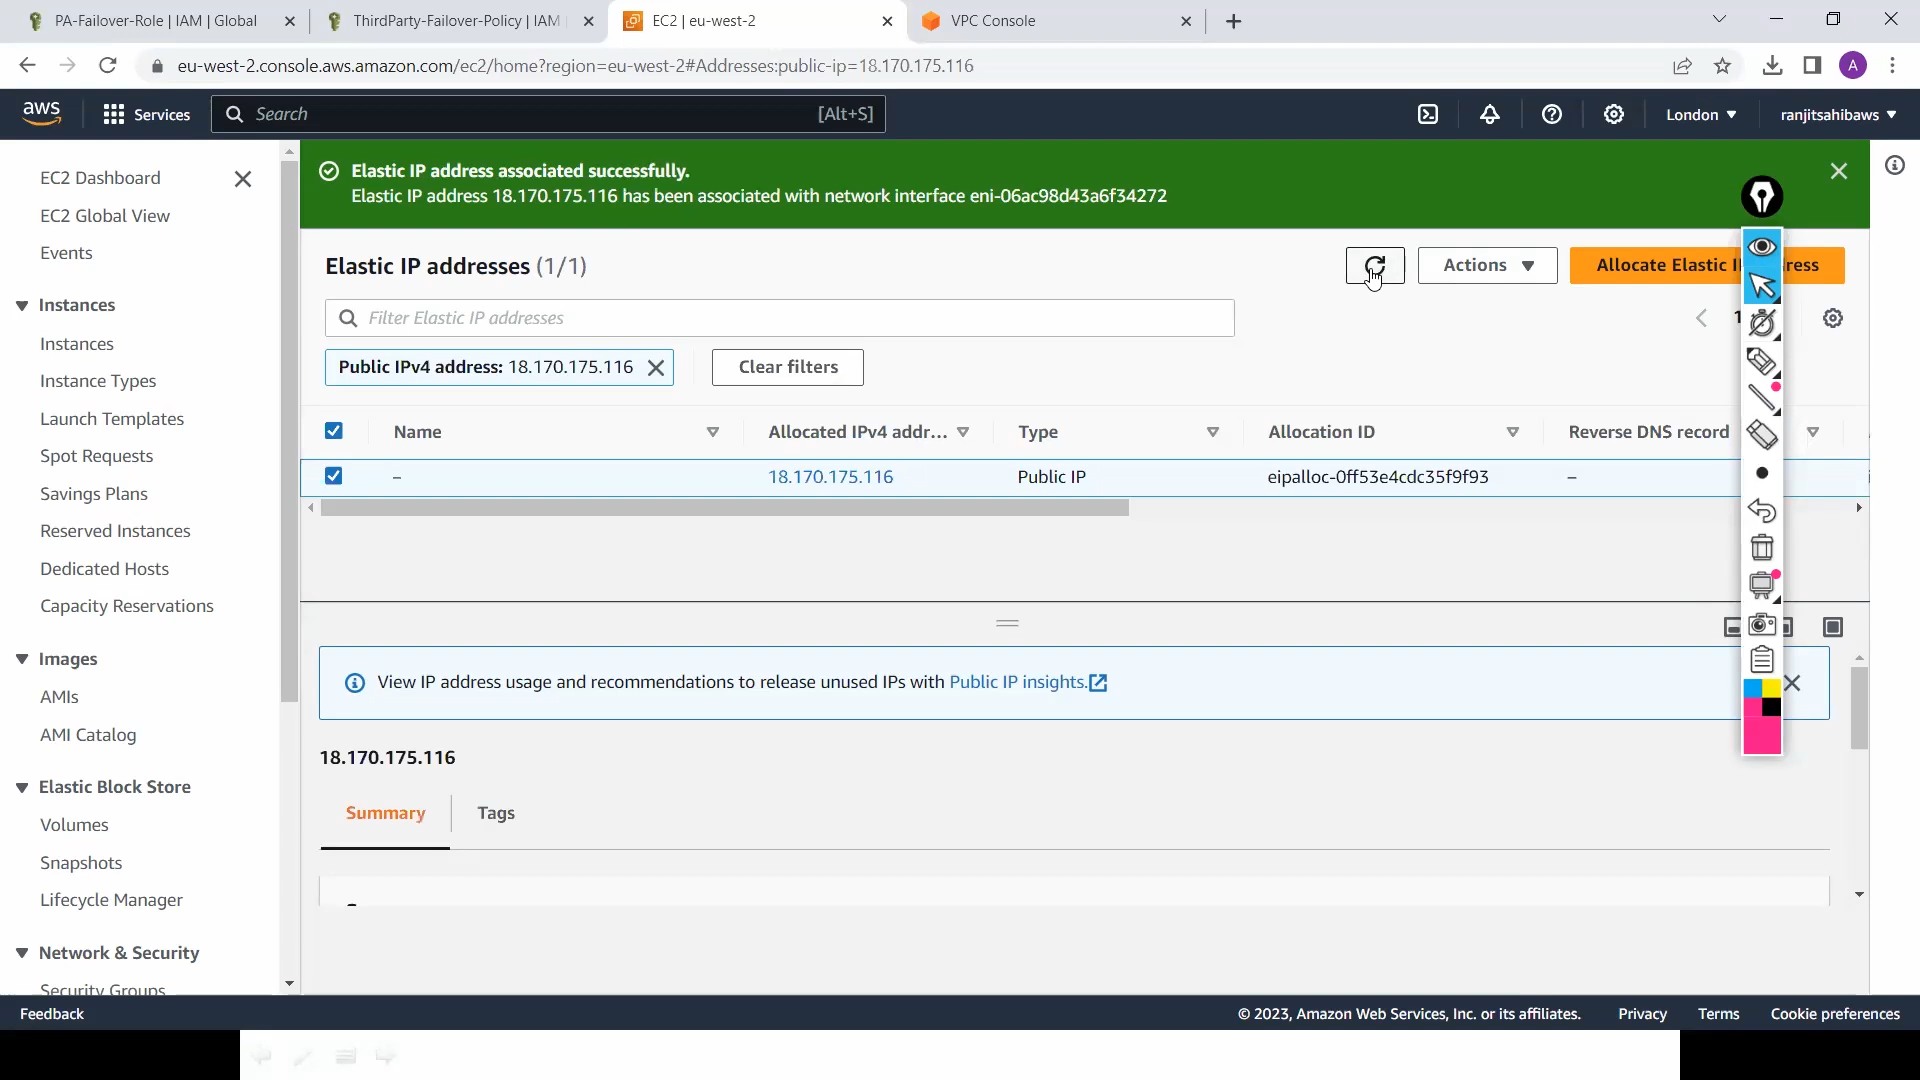 PA-Failover-Role | IAM | Global
ThirdParty-Failover-Policy | IAM
EC2 | eu-west-2
VPC Console
eu-west-2.console.aws.amazon.com/ec2/home?region=eu-west-2#Addresses:public-ip=18.170.175.116
A
aws
Services
Search
[Alt+S]
London
ranjitsahibaws
EC2 Dashboard
EC2 Global View
Events
Instances
Instances
Instance Types
Launch Templates
Spot Requests
Savings Plans
Reserved Instances
Dedicated Hosts
Capacity Reservations
Images
AMIs
AMI Catalog
Elastic Block Store
Volumes
Snapshots
Lifecycle Manager
Network & Security
Security Groups
Elastic IP address associated successfully.
Elastic IP address 18.170.175.116 has been associated with network interface eni-06ac98d43a6f34272
Elastic IP addresses (1/1)
Actions
Allocate Elastic
Filter Elastic IP addresses
1
Public IPv4 address: 18.170.175.116
Clear filters
Name
Allocated IPv4 addr...
Type
Allocation ID
Reverse DNS record
–
18.170.175.116
Public IP
eipalloc-0ff53e4cdc35f9f93
–
View IP address usage and recommendations to release unused IPs with Public IP insights.
18.170.175.116
Summary
Tags
Feedback
© 2023, Amazon Web Services, Inc. or its affiliates.
Privacy
Terms
Cookie preferences